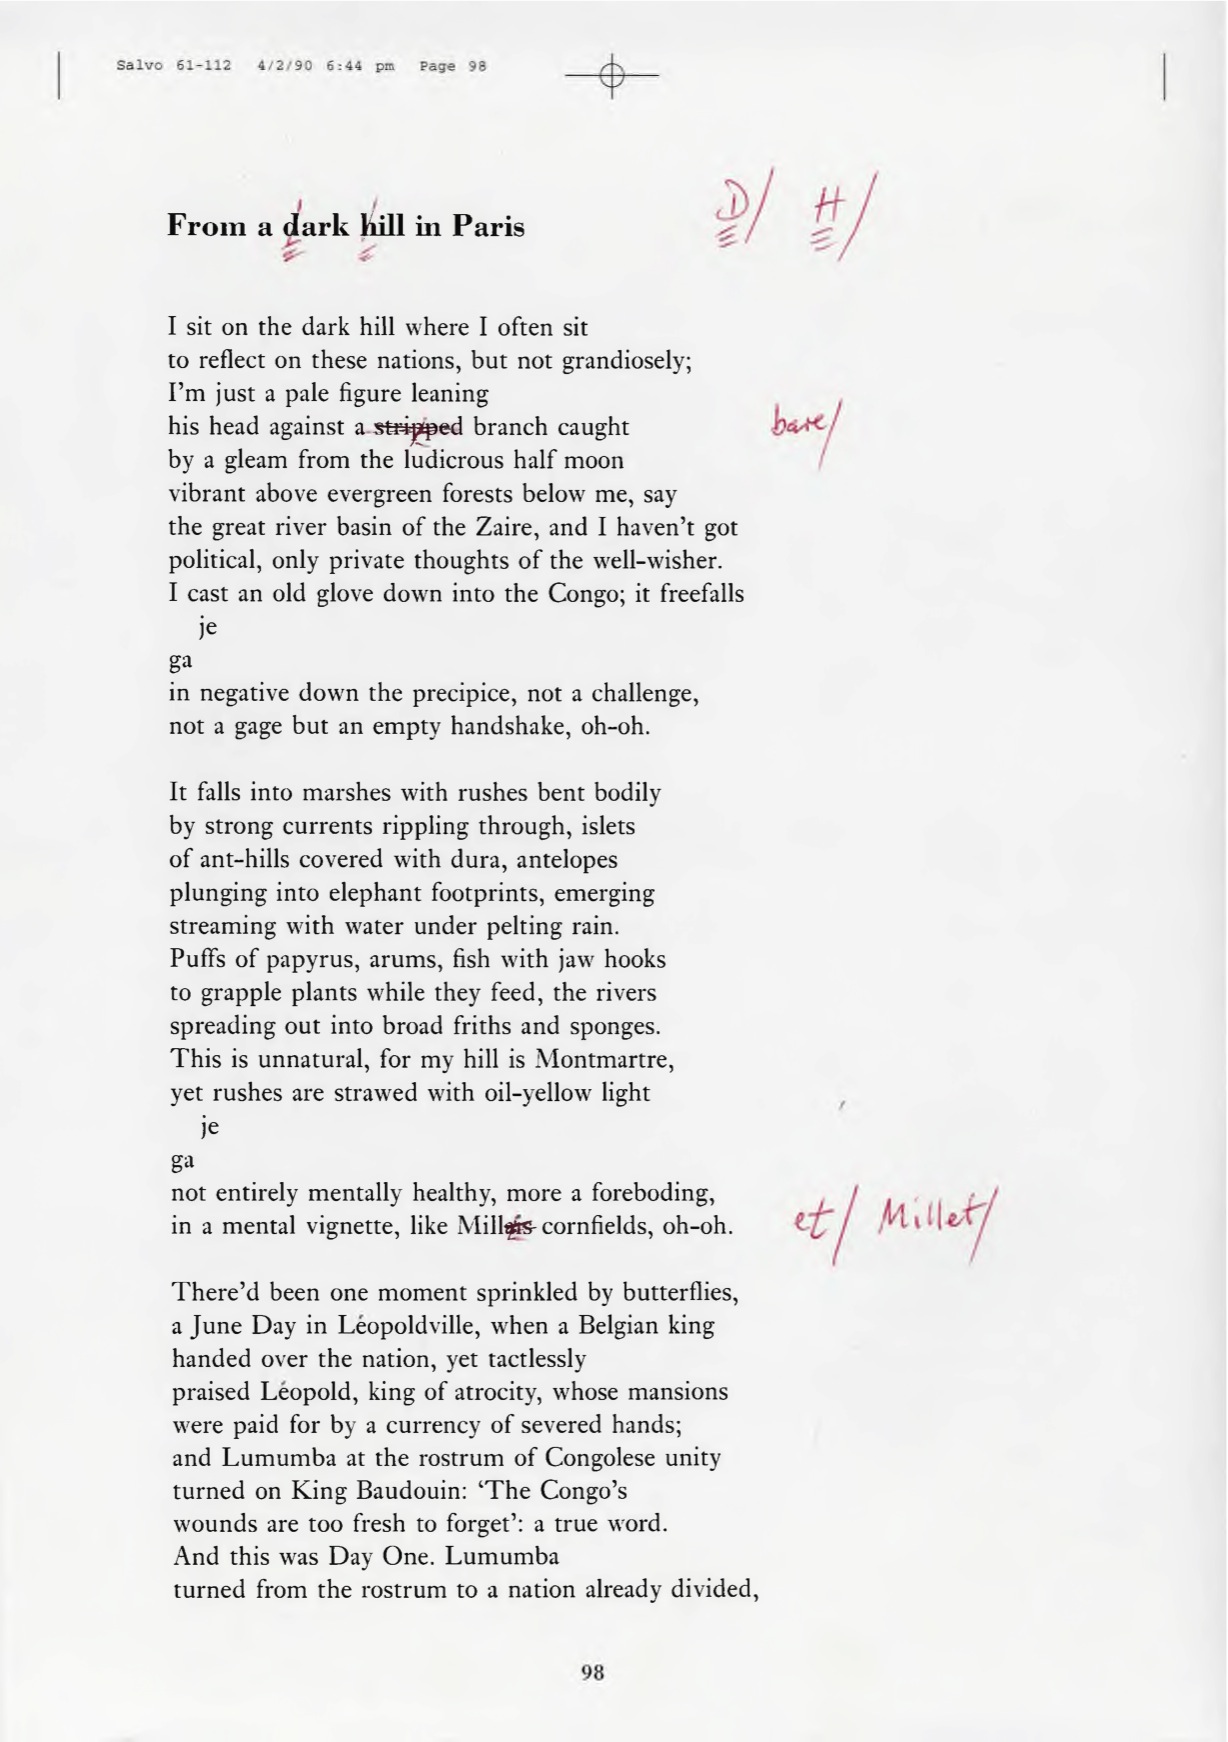 Salvo 61-112 4/2/90 6:44 pm Page 98
From a dark hill in Paris D/ H/
I sit on the dark hill where I often sit
to reflect on these nations, but not grandiosely;
I'm just a pale figure leaning
his head against a stripped branch caught bare/
by a gleam from the ludicrous half moon
vibrant above evergreen forests below me, say
the great river basin of the Zaire, and I haven't got
political, only private thoughts of the well-wisher.
I cast an old glove down into the Congo; it freefalls
je
ga
in negative down the precipice, not a challenge,
not a gage but an empty handshake, oh-oh.
It falls into marshes with rushes bent bodily
by strong currents rippling through, islets
of ant-hills covered with dura, antelopes
plunging into elephant footprints, emerging
streaming with water under pelting rain.
Puffs of papyrus, arums, fish with jaw hooks
to grapple plants while they feed, the rivers
spreading out into broad friths and sponges.
This is unnatural, for my hill is Montmartre,
yet rushes are strawed with oil-yellow light
je
ga
not entirely mentally healthy, more a foreboding,
in a mental vignette, like Millais cornfields, oh-oh. et/ Millet/
There'd been one moment sprinkled by butterflies,
a June Day in Léopoldville, when a Belgian king
handed over the nation, yet tactlessly
praised Léopold, king of atrocity, whose mansions
were paid for by a currency of severed hands;
and Lumumba at the rostrum of Congolese unity
turned on King Baudouin: ‘The Congo's
wounds are too fresh to forget’: a true word.
And this was Day One. Lumumba
turned from the rostrum to a nation already divided,
98